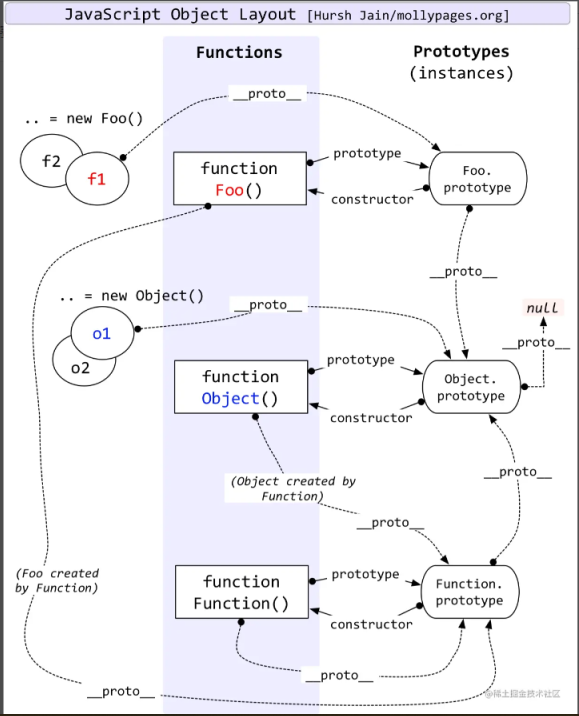 JavaScript Object Layout [Hursh Jain/mollypages.org]
Functions
Prototypes
(instances)
__proto__
.. = new Foo()
f2
f1
function
Foo()
prototype
constructor
Foo.
prototype
__proto__
.. = new Object()
o1
o2
__proto__
null
__proto__
function
Object()
prototype
constructor
Object.
prototype
(Object created by
Function)
__proto__
__proto__
(Foo created
by Function)
function
Function()
prototype
constructor
Function.
prototype
__proto__
__proto__
@稀土掘金技术社区